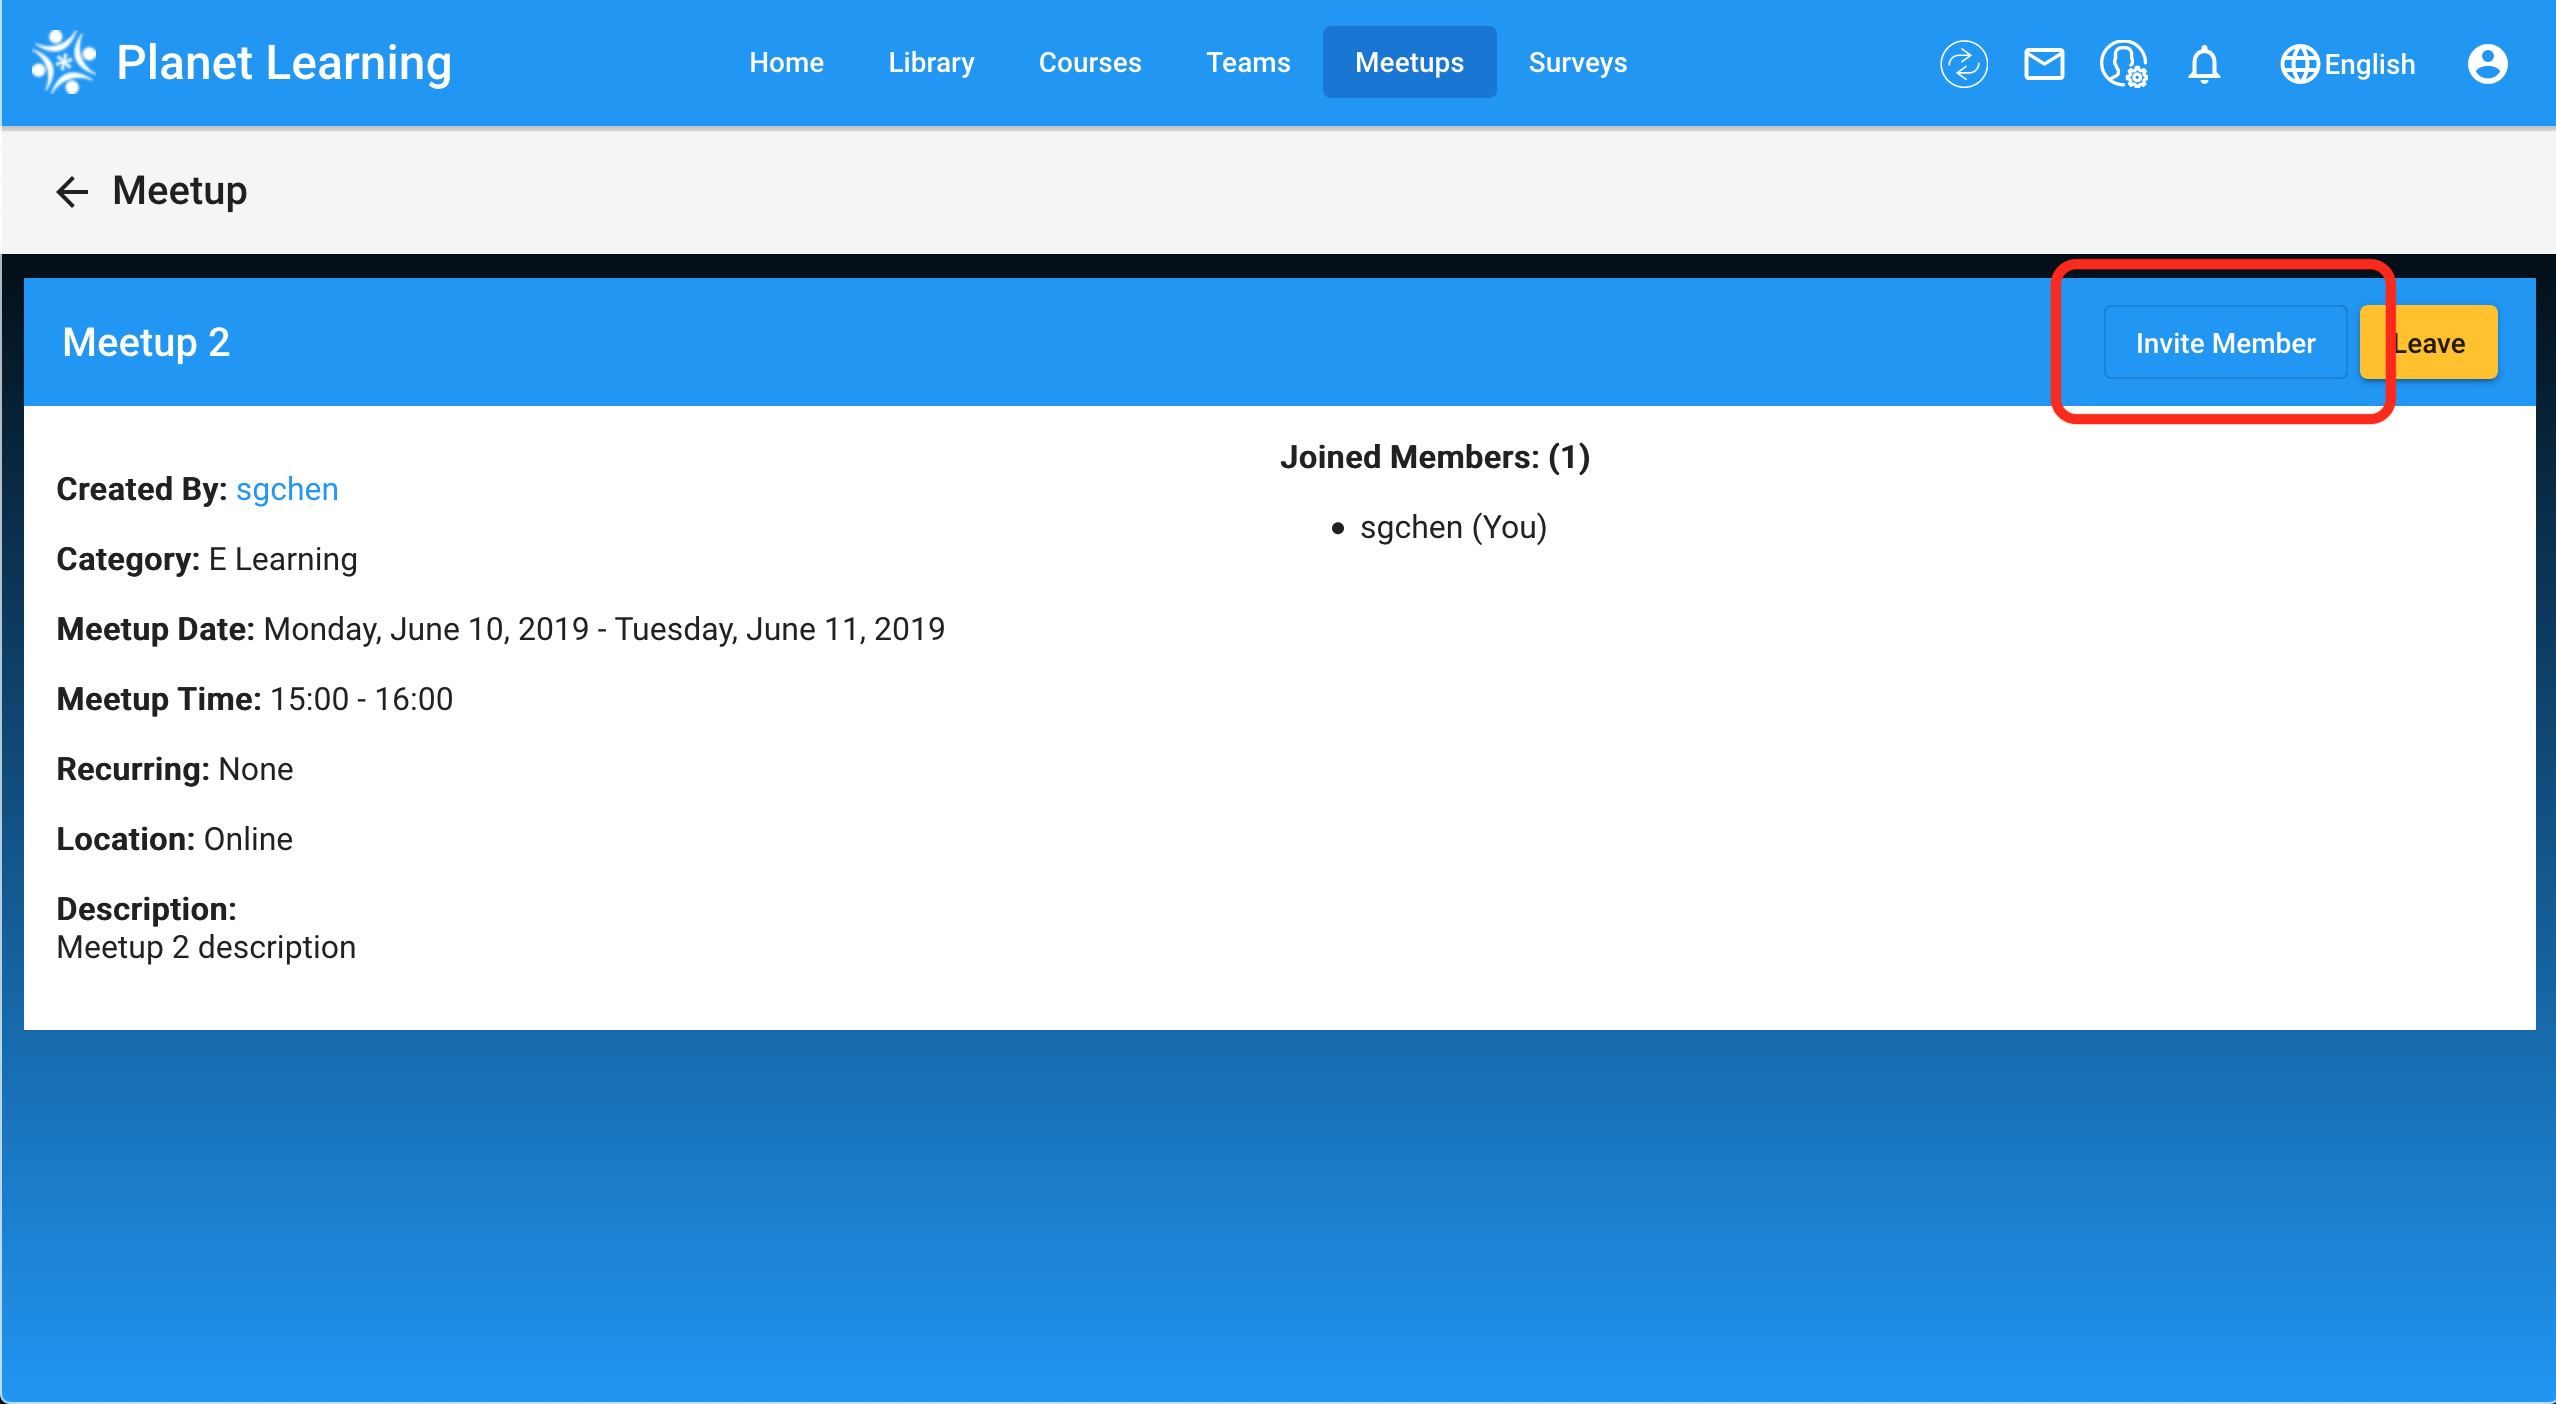 Planet Learning
Home Library Courses Teams Meetups Surveys
English
Meetup
Meetup 2
Invite Member
Leave
Created By: sgchen
Category: E Learning
Meetup Date: Monday, June 10, 2019 - Tuesday, June 11, 2019
Meetup Time: 15:00 - 16:00
Recurring: None
Location: Online
Description:
Meetup 2 description
Joined Members: (1)
sgchen (You)